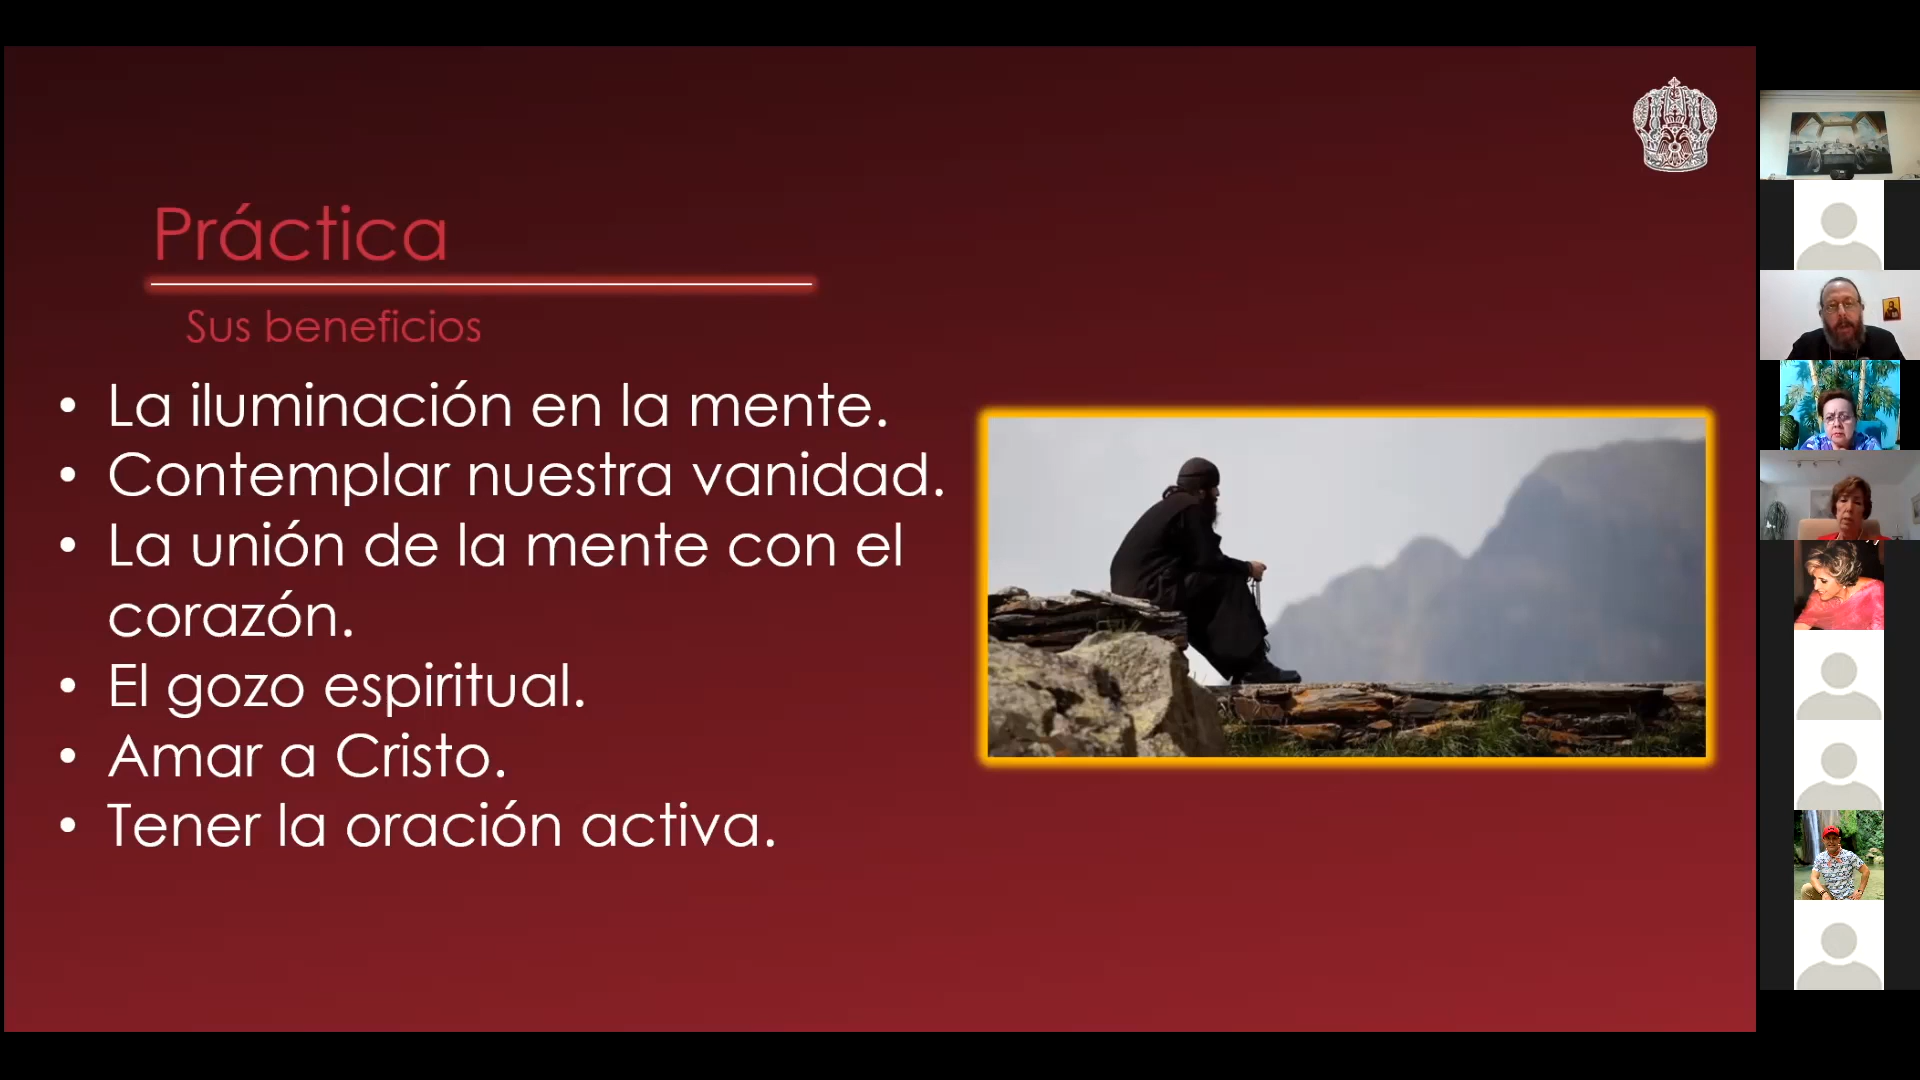 Práctica
Sus beneficios
• La iluminación en la mente.
• Contemplar nuestra vanidad.
• La unión de la mente con el
corazón.
• El gozo espiritual.
• Amar a Cristo.
• Tener la oración activa.